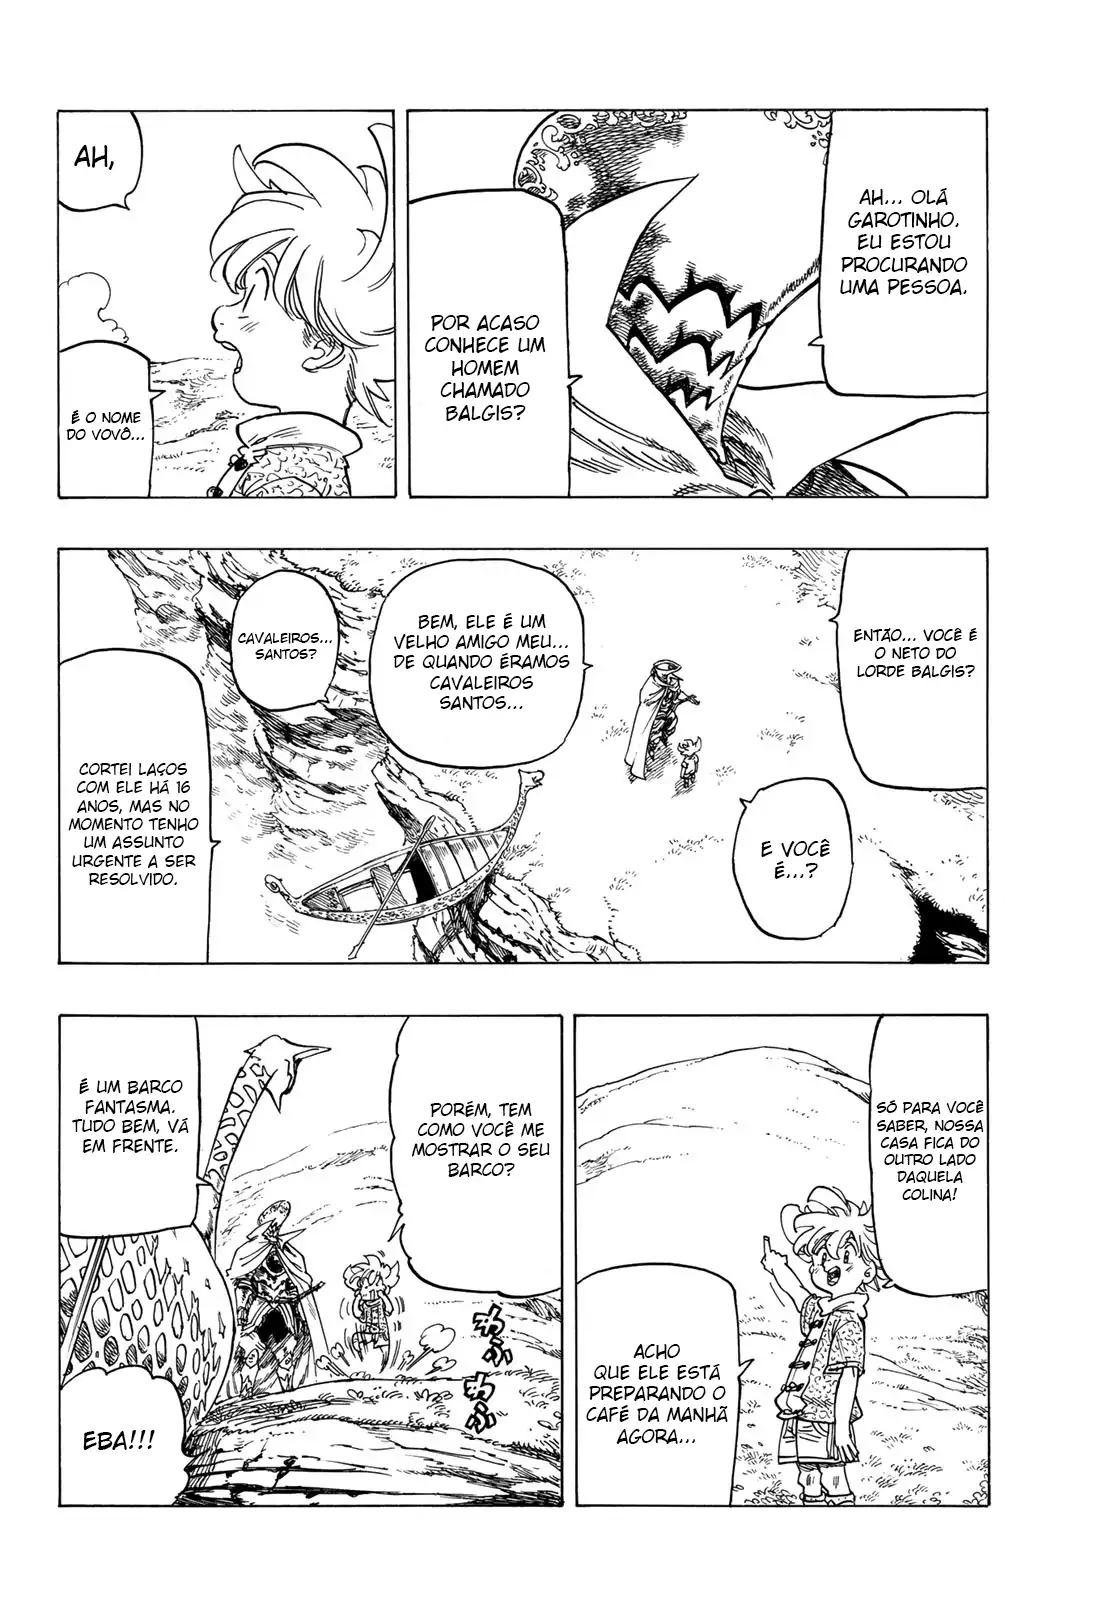 AH... OLÁ
GAROTINHO.
EU ESTOU
PROCURANDO
UMA PESSOA.
POR ACASO
CONHECE UM
HOMEM
CHAMADO
BALGIS?
AH,
É O NOME
DO VOVÔ...
ENTÃO... VOCÊ É
O NETO DO
LORDE BALGIS?
E VOCÊ
É...?
BEM, ELE É UM
VELHO AMIGO MEU...
DE QUANDO ÉRAMOS
CAVALEIROS
SANTOS...
CAVALEIROS...
SANTOS?
CORTEI LAÇOS
COM ELE HÁ 16
ANOS, MAS NO
MOMENTO TENHO
UM ASSUNTO
URGENTE A SER
RESOLVIDO.
SÓ PARA VOCÊ
SABER, NOSSA
CASA FICA DO
OUTRO LADO
DAQUELA
COLINA!
ACHO
QUE ELE ESTÁ
PREPARANDO O
CAFÉ DA MANHÃ
AGORA...
PORÉM, TEM
COMO VOCÊ ME
MOSTRAR O SEU
BARCO?
わふ
わふ
É UM BARCO
FANTASMA.
TUDO BEM, VÁ
EM FRENTE.
EBA!!!